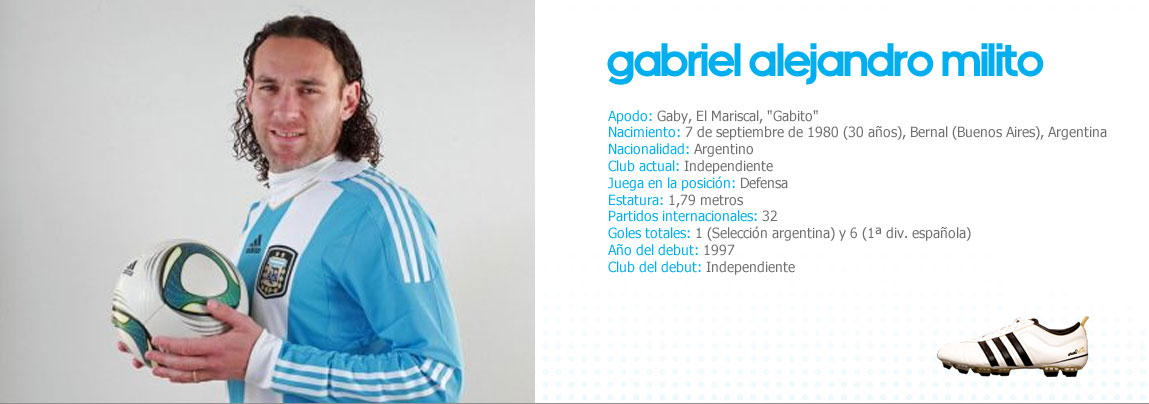 gabriel alejandro milito
Apodo: Gaby, El Mariscal, "Gabito"
Nacimiento: 7 de septiembre de 1980 (30 años), Bernal (Buenos Aires), Argentina
Nacionalidad: Argentino
Club actual: Independiente
Juega en la posición: Defensa
Estatura: 1,79 metros
Partidos internacionales: 32
Goles totales: 1 (Selección argentina) y 6 (1ª div. española)
Año del debut: 1997
Club del debut: Independiente
adidas